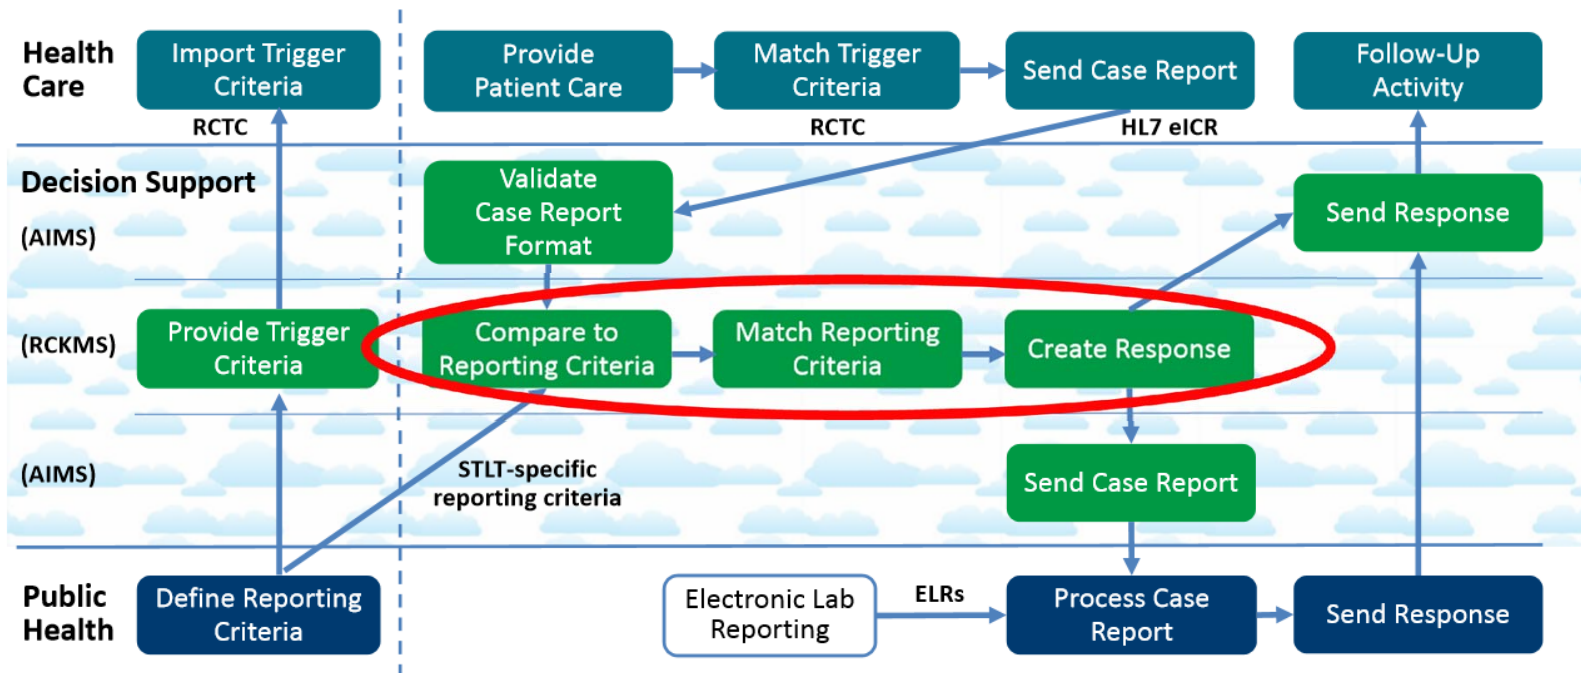 Health
Care
Import Trigger
Criteria
Provide
Patient Care
Match Trigger
Criteria
Send Case Report
Follow-Up
Activity
RCTC
RCTC
HL7 eICR
Decision Support
(AIMS)
Validate
Case Report
Format
Send Response
(RCKMS)
Provide Trigger
Criteria
Compare to
Reporting Criteria
Match Reporting
Criteria
Create Response
(AIMS)
STLT-specific
reporting criteria
Send Case Report
Public
Health
Define Reporting
Criteria
Electronic Lab
Reporting
ELRs
Process Case
Report
Send Response